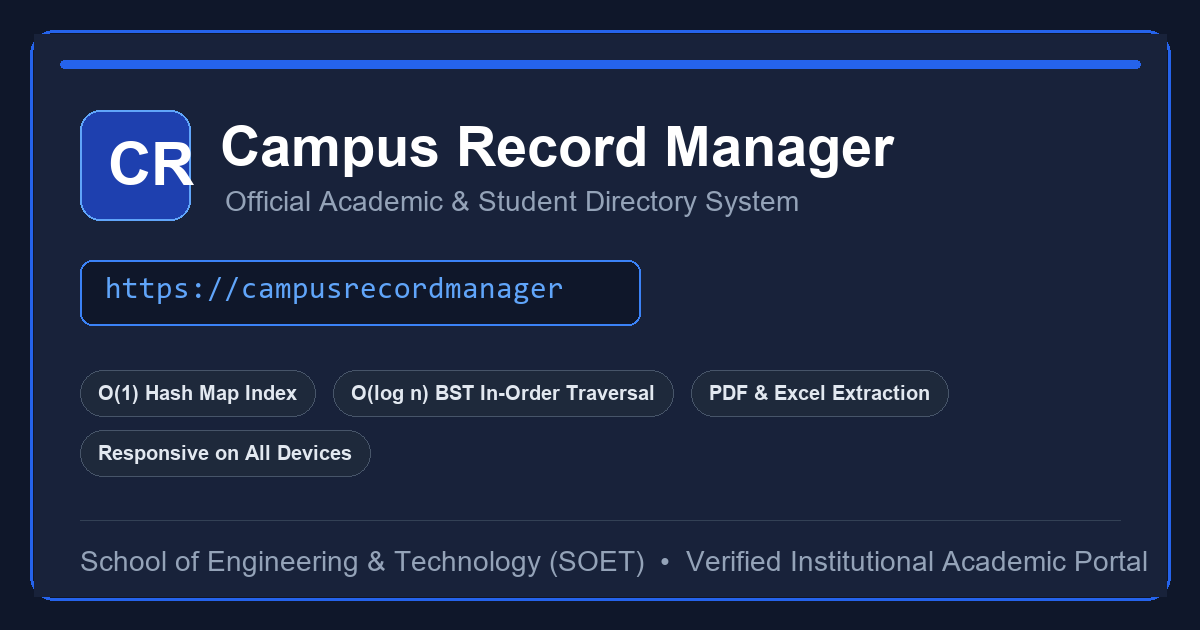 CR
Campus Record Manager
Official Academic & Student Directory System
https://campusrecordmanager
O(1) Hash Map Index
O(log n) BST In-Order Traversal
PDF & Excel Extraction
Responsive on All Devices
School of Engineering & Technology (SOET) • Verified Institutional Academic Portal